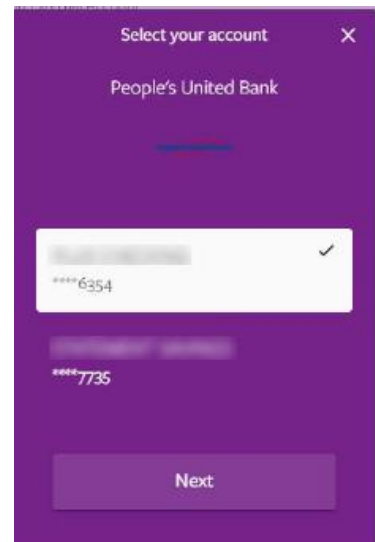 Select your account
People's United Bank
****6354
****7735
Next